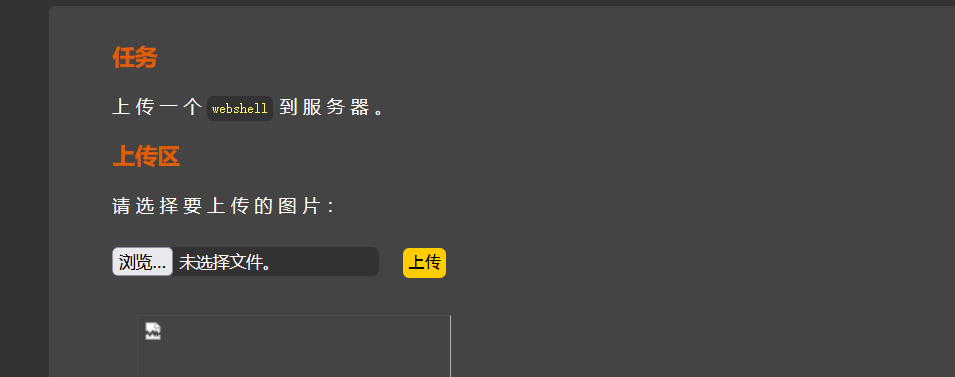 任务
上传一个 webshell 到服务器。
上传区
请选择要上传的图片：
浏览... 未选择文件。 上传